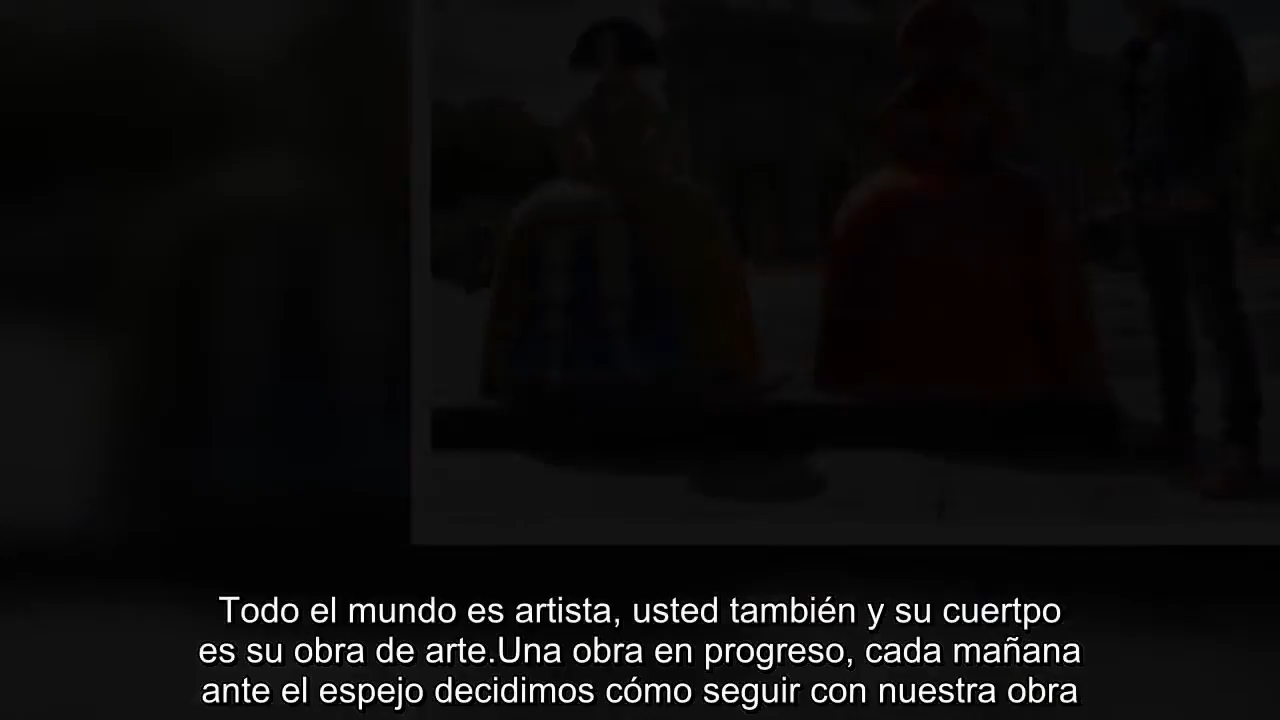 Todo el mundo es artista, usted también y su cuertpo
es su obra de arte.Una obra en progreso, cada mañana
ante el espejo decidimos cómo seguir con nuestra obra